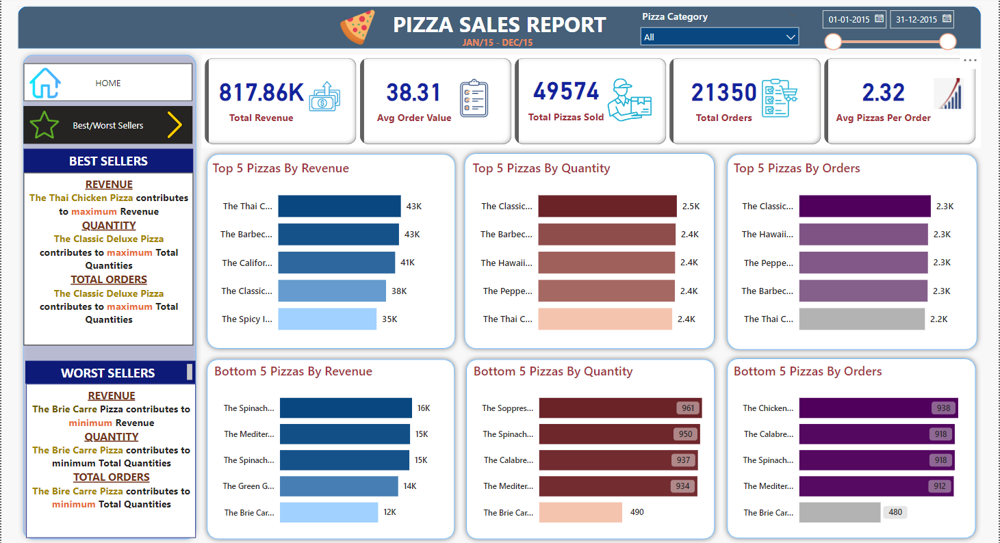 PIZZA SALES REPORT
JAN/15 - DEC/15
Pizza Category
All
01-01-2015
31-12-2015
HOME
Best/Worst Sellers
BEST SELLERS
REVENUE
The Thai Chicken Pizza contributes
to maximum Revenue
QUANTITY
The Classic Deluxe Pizza
contributes to maximum Total
Quantities
TOTAL ORDERS
The Classic Deluxe Pizza
contributes to maximum Total
Quantities
WORST SELLERS
REVENUE
The Brie Carre Pizza contributes to
minimum Revenue
QUANTITY
The Brie Carre Pizza contributes to
minimum Total Quantities
TOTAL ORDERS
The Bire Carre Pizza contributes to
minimum Total Quantities
817.86K
Total Revenue
38.31
Avg Order Value
49574
Total Pizzas Sold
21350
Total Orders
2.32
Avg Pizzas Per Order
Top 5 Pizzas By Revenue
The Thai C... 43K
The Barbec... 43K
The Califor... 41K
The Classic... 38K
The Spicy I... 35K
Top 5 Pizzas By Quantity
The Classic... 2.5K
The Barbec... 2.4K
The Hawaii... 2.4K
The Peppe... 2.4K
The Thai C... 2.4K
Top 5 Pizzas By Orders
The Classic... 2.3K
The Hawaii... 2.3K
The Peppe... 2.3K
The Barbec... 2.3K
The Thai C... 2.2K
Bottom 5 Pizzas By Revenue
The Spinach... 16K
The Mediter... 15K
The Spinach... 15K
The Green G... 14K
The Brie Car... 12K
Bottom 5 Pizzas By Quantity
The Soppres... 961
The Spinach... 950
The Calabre... 937
The Mediter... 934
The Brie Car... 490
Bottom 5 Pizzas By Orders
The Chicken... 938
The Calabre... 918
The Spinach... 918
The Mediter... 912
The Brie Car... 480